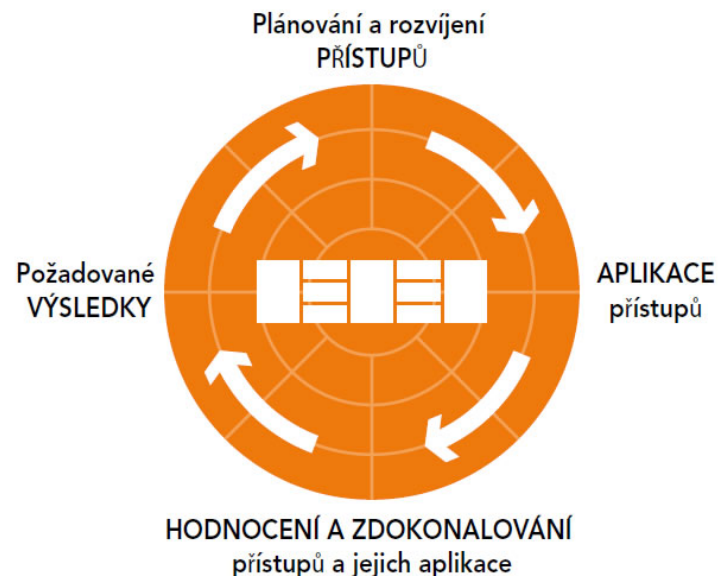 Plánování a rozvíjení
PŘÍSTUPŮ
Požadované
VÝSLEDKY
APLIKACE
přístupů
HODNOCENÍ A ZDOKONALOVÁNÍ
přístupů a jejich aplikace